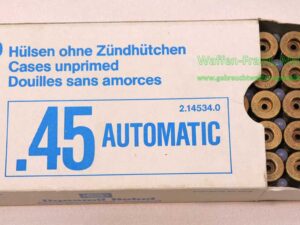 Hülsen ohne Zündhütchen
Cases unprimed
Douilles sans amorces
2.14534.0
.45 AUTOMATIC